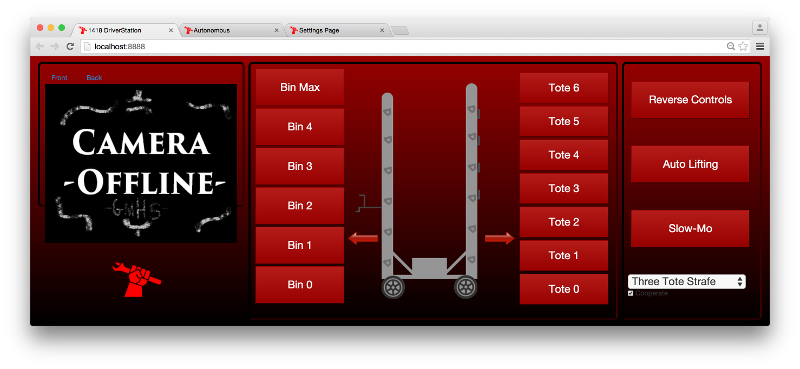 1418 DriverStation
Autonomous
Settings Page
localhost:8888
Front Back
CAMERA
-OFFLINE-
-GMHS-
Bin Max
Bin 4
Bin 3
Bin 2
Bin 1
Bin 0
Tote 6
Tote 5
Tote 4
Tote 3
Tote 2
Tote 1
Tote 0
Reverse Controls
Auto Lifting
Slow-Mo
Three Tote Strafe
Cooperate